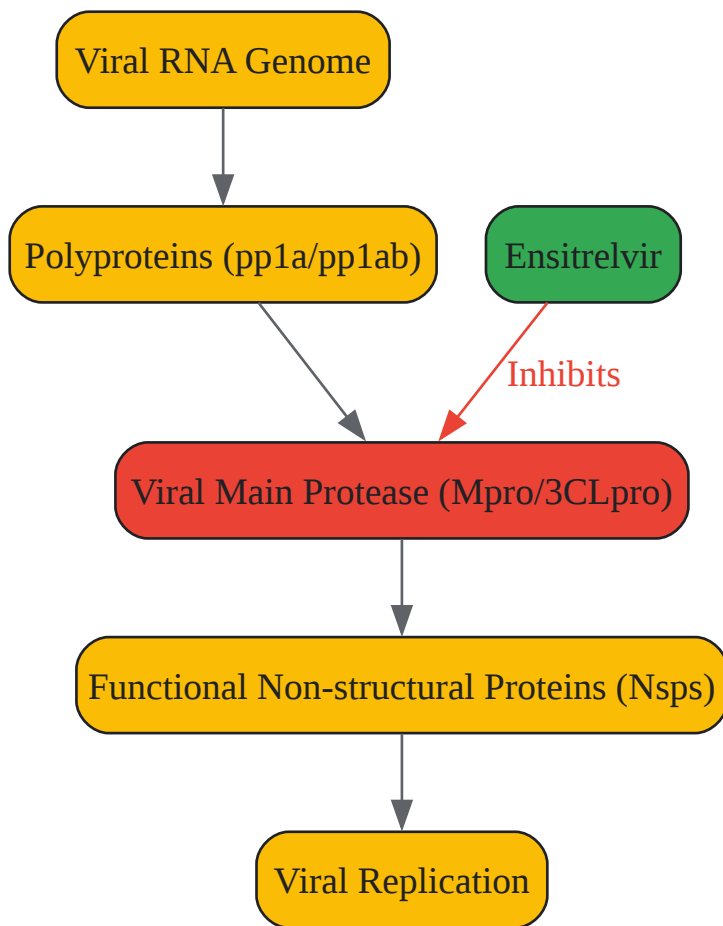 Viral RNA Genome
Polyproteins (pp1a/pp1ab)
Ensitrelvir
Inhibits
Viral Main Protease (Mpro/3CLpro)
Functional Non-structural Proteins (Nsps)
Viral Replication